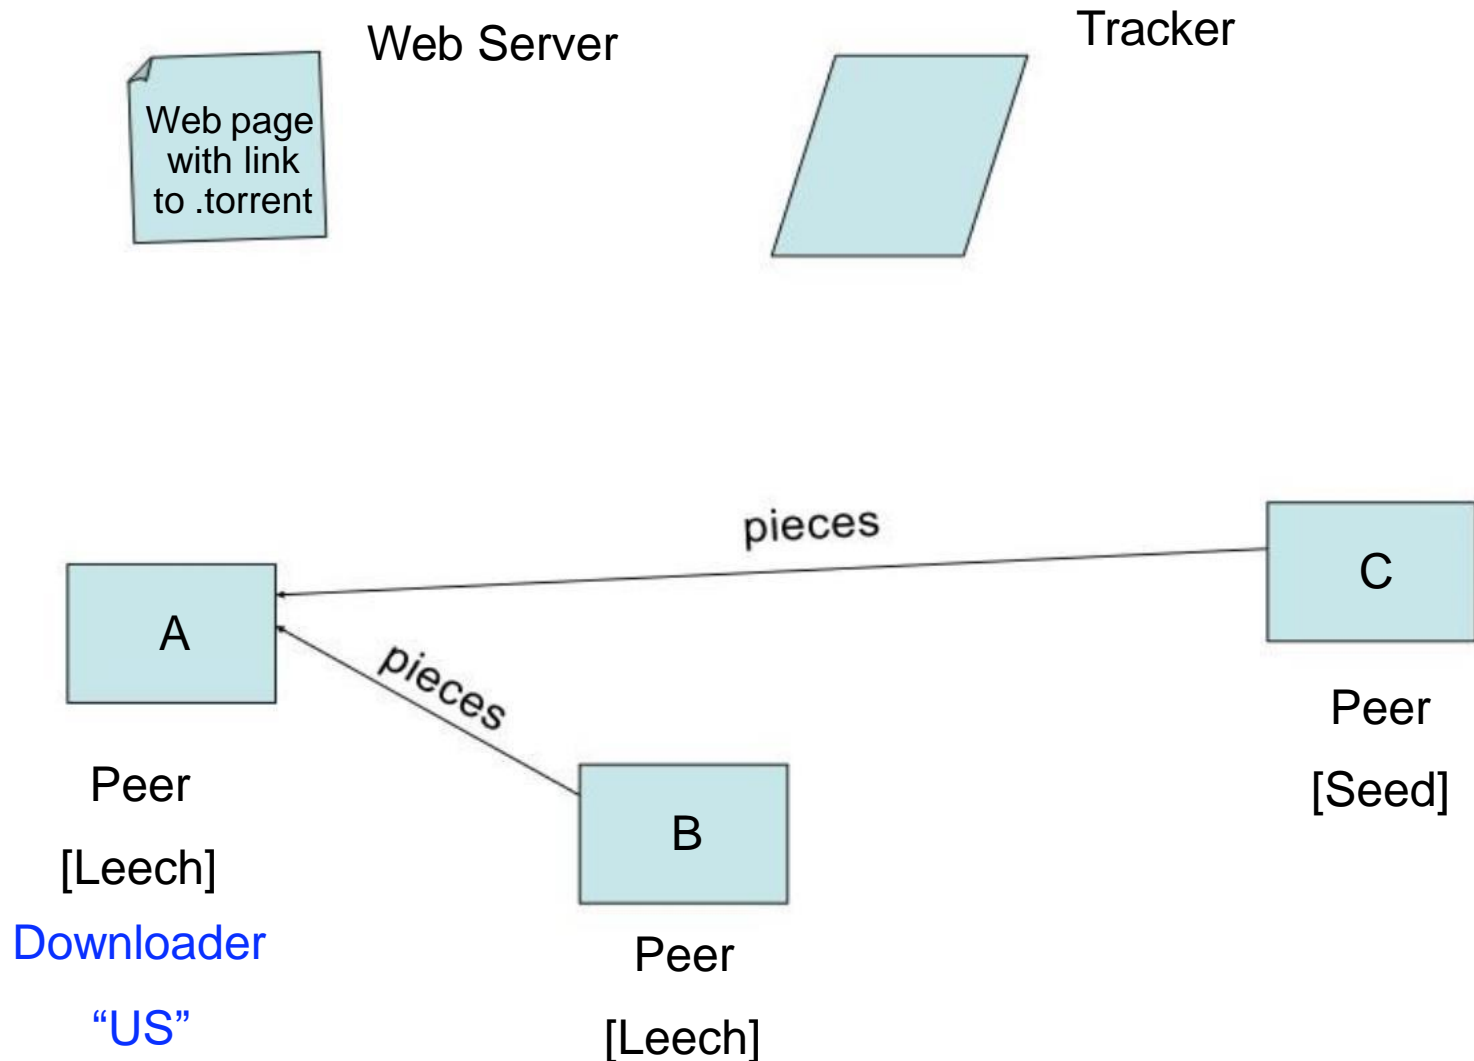 Web Server
Tracker
Web page
with link
to .torrent
pieces
C
A
pieces
Peer
[Seed]
Peer
[Leech]
Downloader
“US”
B
Peer
[Leech]